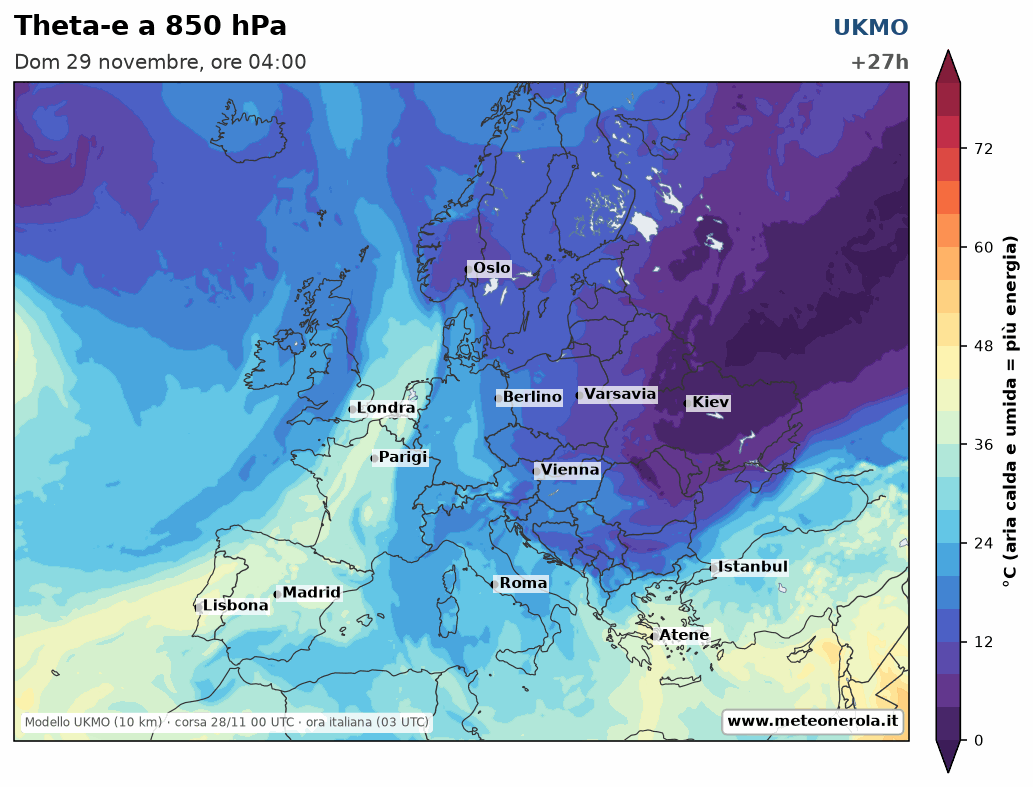 Theta-e a 850 hPa
UKMO
Dom 29 novembre, ore 04:00
+27h
72
60
48
36
24
12
0
°C (aria calda e umida = più energia)
Oslo
Londra
Berlino
Varsavia
Kiev
Parigi
Vienna
Istanbul
Roma
Madrid
Lisbona
Atene
Modello UKMO (10 km) · corsa 28/11 00 UTC · ora italiana (03 UTC)
www.meteonerola.it